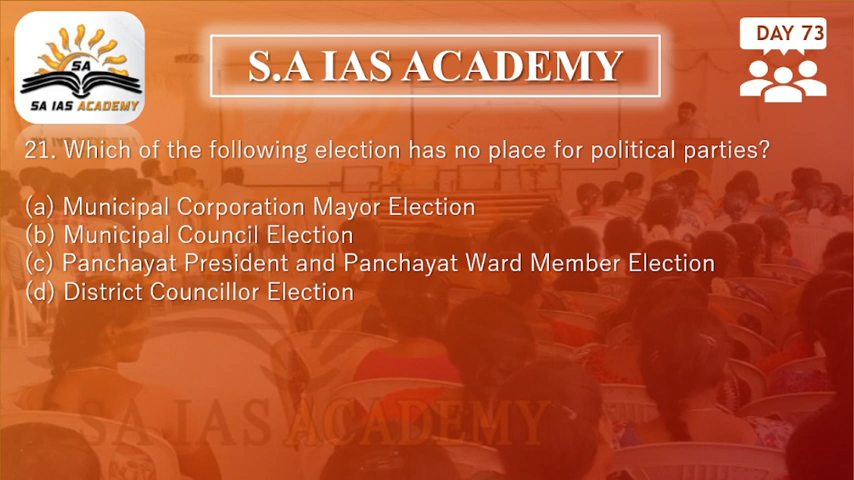 S.A IAS ACADEMY
DAY 73
SA
SA IAS ACADEMY
21. Which of the following election has no place for political parties?
(a) Municipal Corporation Mayor Election
(b) Municipal Council Election
(c) Panchayat President and Panchayat Ward Member Election
(d) District Councillor Election
SA IAS ACADEMY